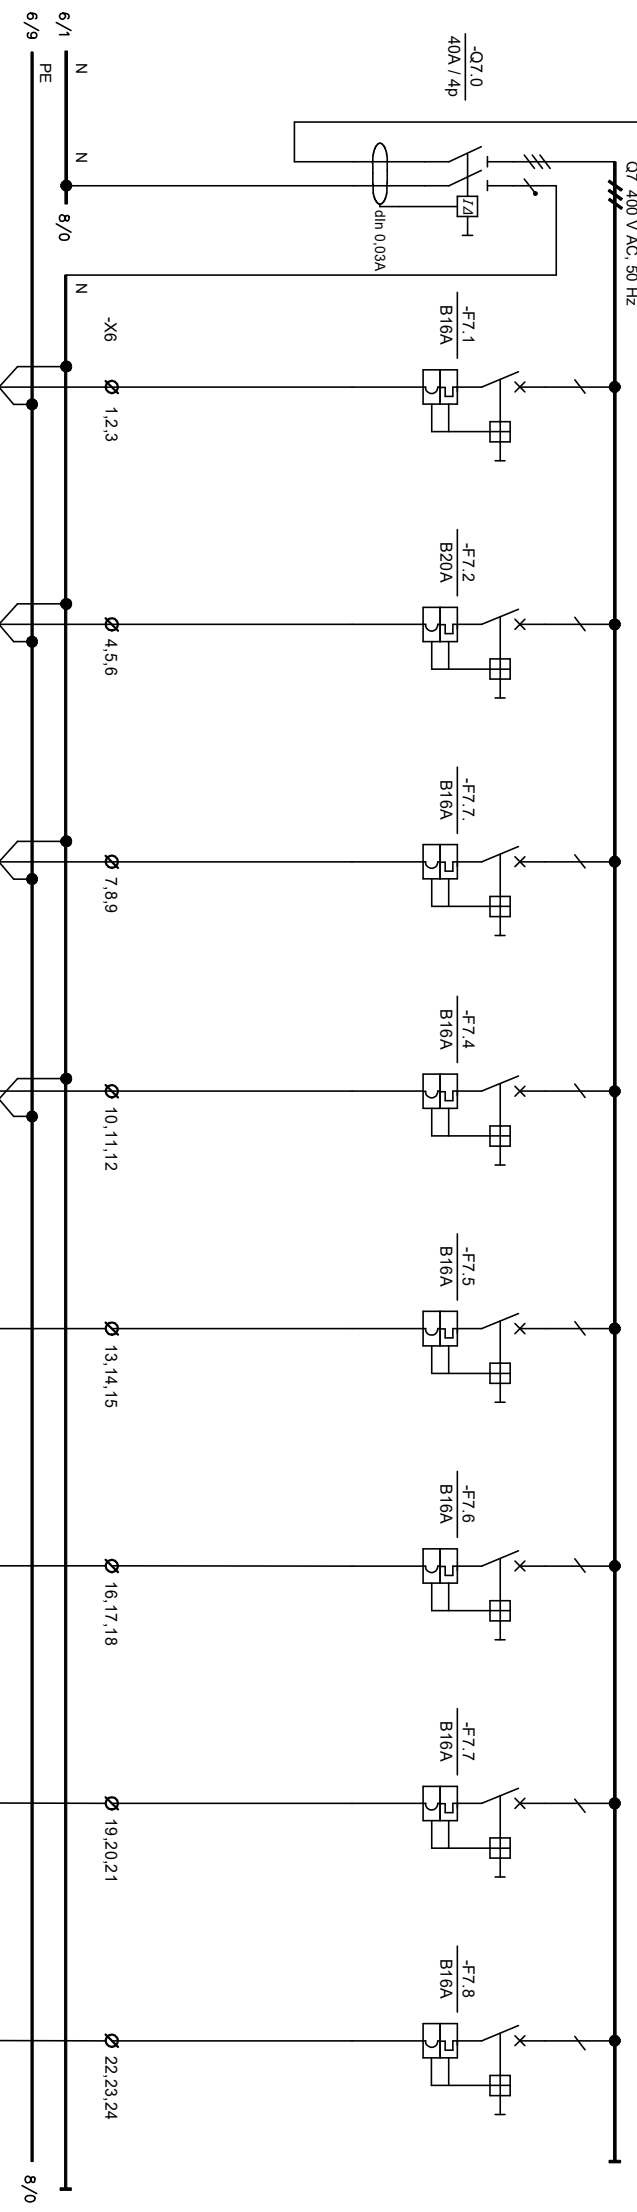 Q7 400 V AC, 50 Hz
-Q7.0
40A / 4p
I∆
dIn 0,03A
6/1
N
N
8/0
6/9
PE
N
-X6
-F7.1
B16A
1,2,3
-F7.2
B20A
4,5,6
-F7.7.
B16A
7,8,9
-F7.4
B16A
10,11,12
-F7.5
B16A
13,14,15
-F7.6
B16A
16,17,18
-F7.7
B16A
19,20,21
-F7.8
B16A
22,23,24
8/0